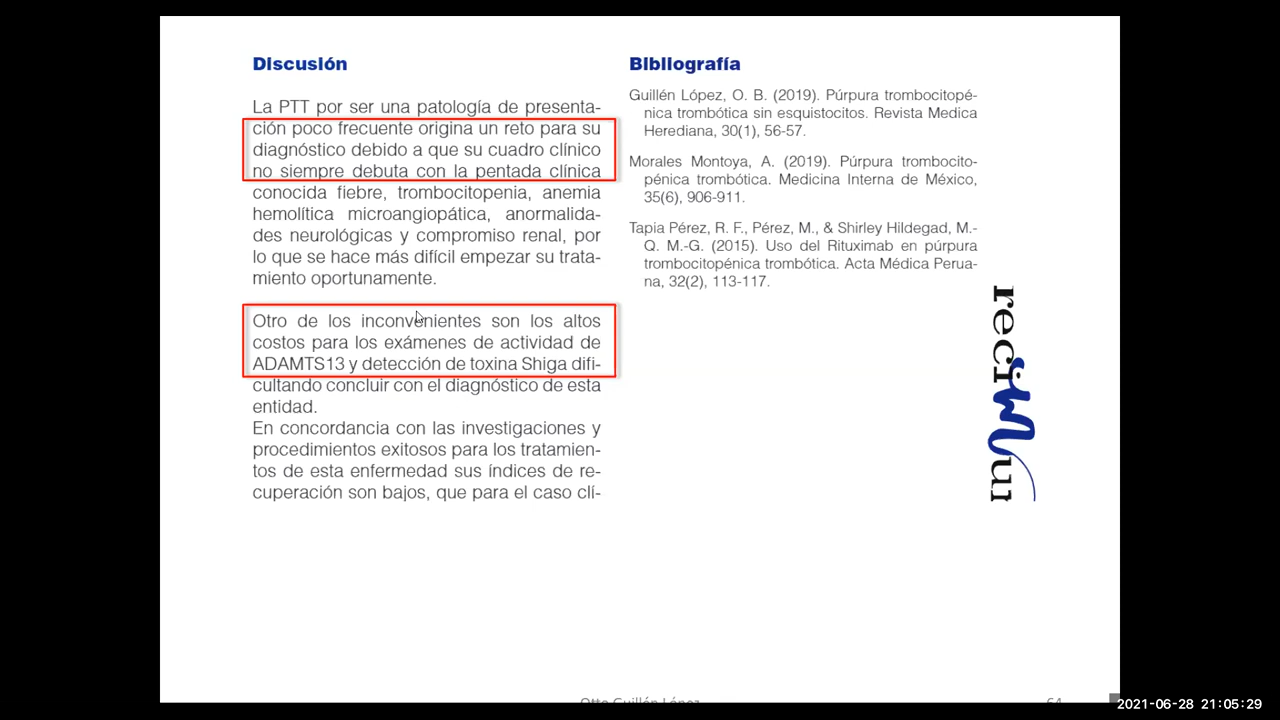 Discusión
La PTT por ser una patología de presenta-
ción poco frecuente origina un reto para su
diagnóstico debido a que su cuadro clínico
no siempre debuta con la pentada clínica
conocida fiebre, trombocitopenia, anemia
hemolítica microangiopática, anormalida-
des neurológicas y compromiso renal, por
lo que se hace más difícil empezar su trata-
miento oportunamente.
Otro de los inconvenientes son los altos
costos para los exámenes de actividad de
ADAMTS13 y detección de toxina Shiga difi-
cultando concluir con el diagnóstico de esta
entidad.
En concordancia con las investigaciones y
procedimientos exitosos para los tratamien-
tos de esta enfermedad sus índices de re-
cuperación son bajos, que para el caso clí-
Bibliografía
Guillén López, O. B. (2019). Púrpura trombocitopé-
nica trombótica sin esquistocitos. Revista Medica
Herediana, 30(1), 56-57.
Morales Montoya, A. (2019). Púrpura trombocito-
pénica trombótica. Medicina Interna de México,
35(6), 906-911.
Tapia Pérez, R. F., Pérez, M., & Shirley Hildegad, M.-
Q. M.-G. (2015). Uso del Rituximab en púrpura
trombocitopénica trombótica. Acta Médica Perua-
na, 32(2), 113-117.
reciMun
Otto Guillén López
64
2021-06-28 21:05:29